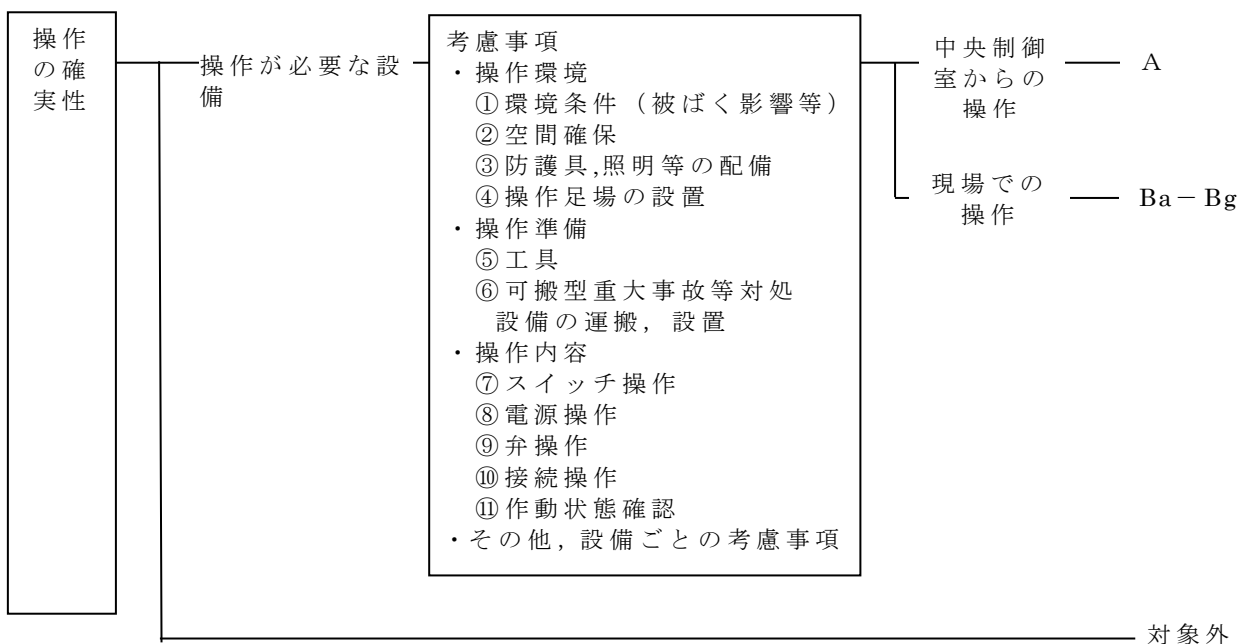 操作
の確
実性
操作が必要な設
備
考慮事項
・操作環境
①環境条件（被ばく影響等）
②空間確保
③防護具,照明等の配備
④操作足場の設置
・操作準備
⑤工具
⑥可搬型重大事故等対処
設備の運搬，設置
・操作内容
⑦スイッチ操作
⑧電源操作
⑨弁操作
⑩接続操作
⑪作動状態確認
・その他，設備ごとの考慮事項
中央制御
室からの
操作
A
現場での
操作
Ba－Bg
対象外